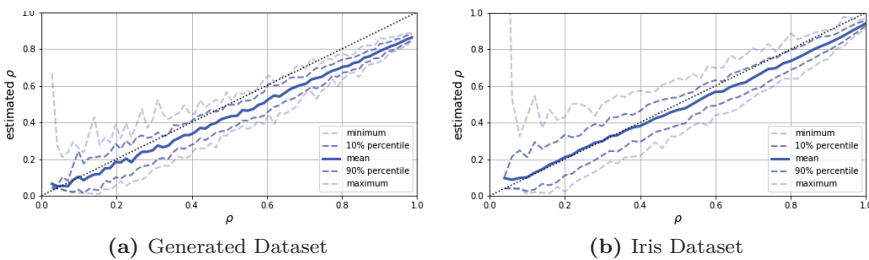 1.0
0.8
0.6
0.4
0.2
0.0
estimated ρ
0.0 0.2 0.4 0.6 0.8 1.0
ρ
minimum
10% percentile
mean
90% percentile
maximum
(a) Generated Dataset
1.0
0.8
0.6
0.4
0.2
0.0
estimated ρ
0.0 0.2 0.4 0.6 0.8 1.0
ρ
minimum
10% percentile
mean
90% percentile
maximum
(b) Iris Dataset